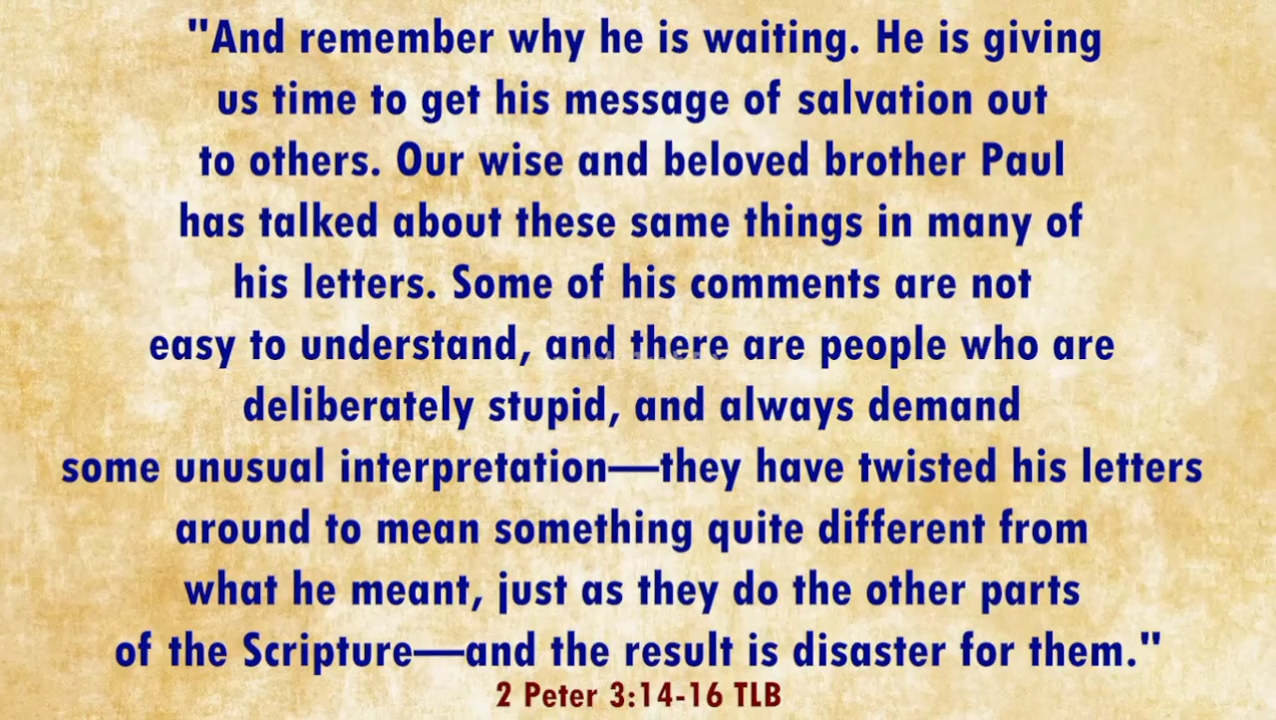 "And remember why he is waiting. He is giving
us time to get his message of salvation out
to others. Our wise and beloved brother Paul
has talked about these same things in many of
his letters. Some of his comments are not
easy to understand, and there are people who are
deliberately stupid, and always demand
some unusual interpretation—they have twisted his letters
around to mean something quite different from
what he meant, just as they do the other parts
of the Scripture—and the result is disaster for them."
2 Peter 3:14-16 TLB